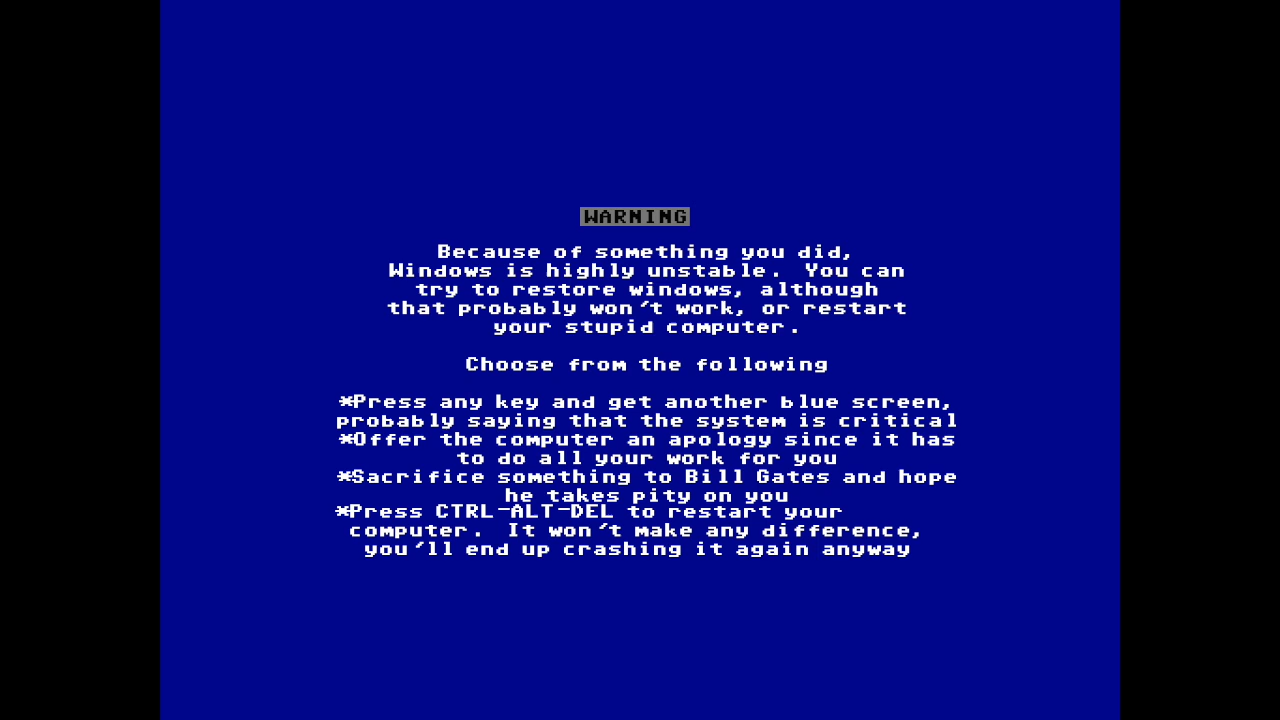 WARNING
Because of something you did,
Windows is highly unstable. You can
try to restore windows, although
that probably won't work, or restart
your stupid computer.
Choose from the following
*Press any key and get another blue screen,
probably saying that the system is critical
*Offer the computer an apology since it has
to do all your work for you
*Sacrifice something to Bill Gates and hope
he takes pity on you
*Press CTRL-ALT-DEL to restart your
computer. It won't make any difference,
you'll end up crashing it again anyway